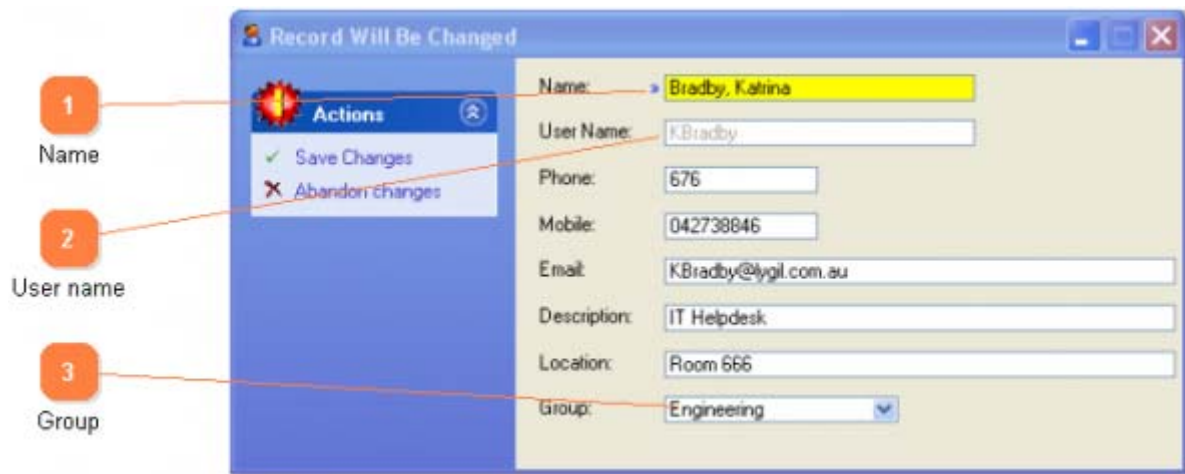 Record Will Be Changed
1
Name
2
User name
3
Group
Actions
Save Changes
Abandon changes
Name: » Bradby, Katrina
User Name: KBradby
Phone: 676
Mobile: 042738846
Email: KBradby@lygil.com.au
Description: IT Helpdesk
Location: Room 666
Group: Engineering